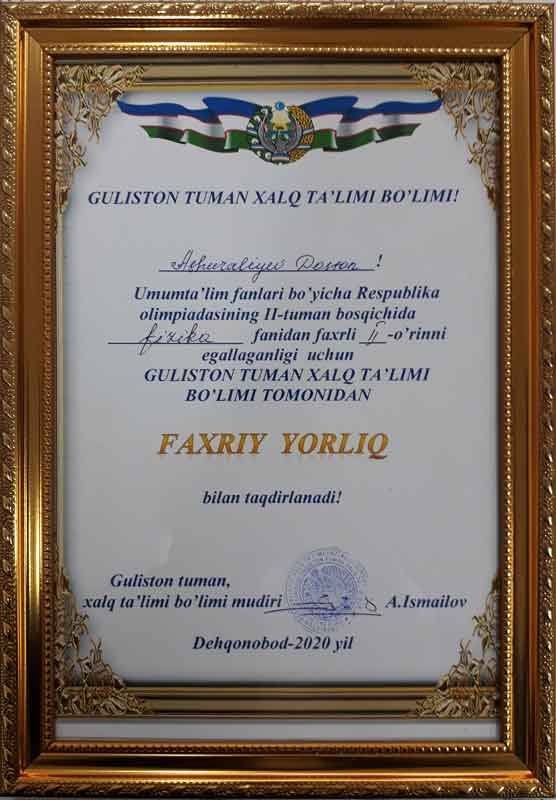 GULISTON TUMAN XALQ TA'LIMI BO'LIMI!
Ashuraliyev Doston !
Umumta'lim fanlari bo'yicha Respublika
olimpiadasining II-tuman bosqichida
fizika fanidan faxrli II -o'rinni
egallaganligi uchun
GULISTON TUMAN XALQ TA'LIMI
BO'LIMI TOMONIDAN
FAXRIY YORLIQ
bilan taqdirlanadi!
Guliston tuman,
xalq ta'limi bo'limi mudiri A.Ismailov
Dehqonobod-2020 yil